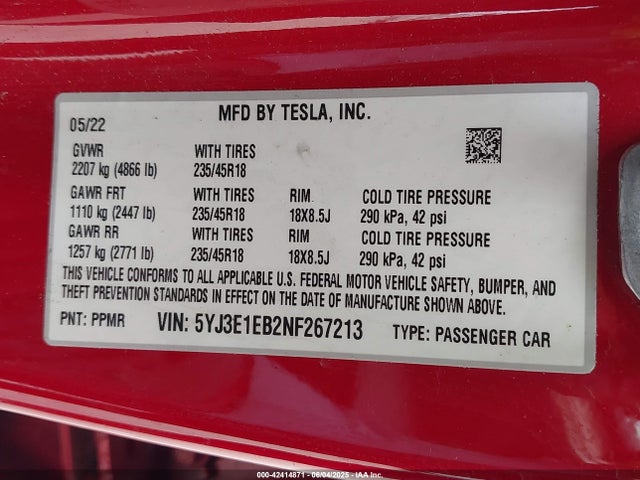 MFD BY TESLA, INC.
05/22
GVWR WITH TIRES
2207 kg (4866 lb) 235/45R18
GAWR FRT WITH TIRES RIM COLD TIRE PRESSURE
1110 kg (2447 lb) 235/45R18 18X8.5J 290 kPa, 42 psi
GAWR RR WITH TIRES RIM COLD TIRE PRESSURE
1257 kg (2771 lb) 235/45R18 18X8.5J 290 kPa, 42 psi
THIS VEHICLE CONFORMS TO ALL APPLICABLE U.S. FEDERAL MOTOR VEHICLE SAFETY, BUMPER, AND
THEFT PREVENTION STANDARDS IN EFFECT ON THE DATE OF MANUFACTURE SHOWN ABOVE.
PNT: PPMR VIN: 5YJ3E1EB2NF267213 TYPE: PASSENGER CAR
000-42414871 - 06/04/2025 - IAA Inc.